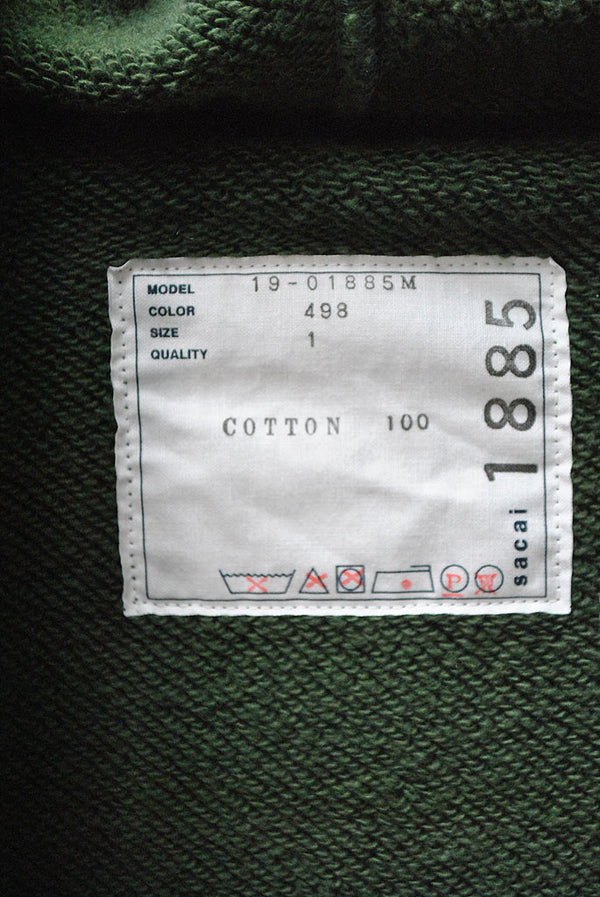 MODEL 19-01885M
COLOR 498
SIZE 1
QUALITY
COTTON 100
1885
sacai
P W